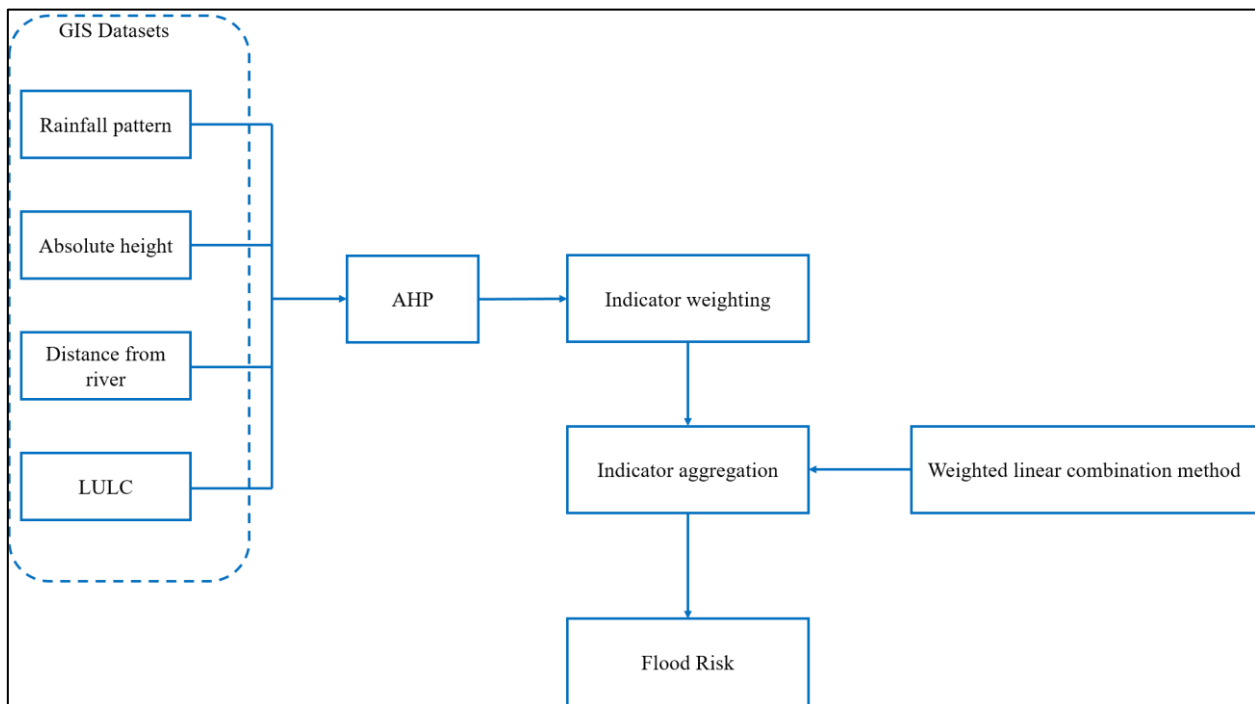 GIS Datasets
Rainfall pattern
Absolute height
Distance from
river
LULC
AHP
Indicator weighting
Indicator aggregation
Weighted linear combination method
Flood Risk